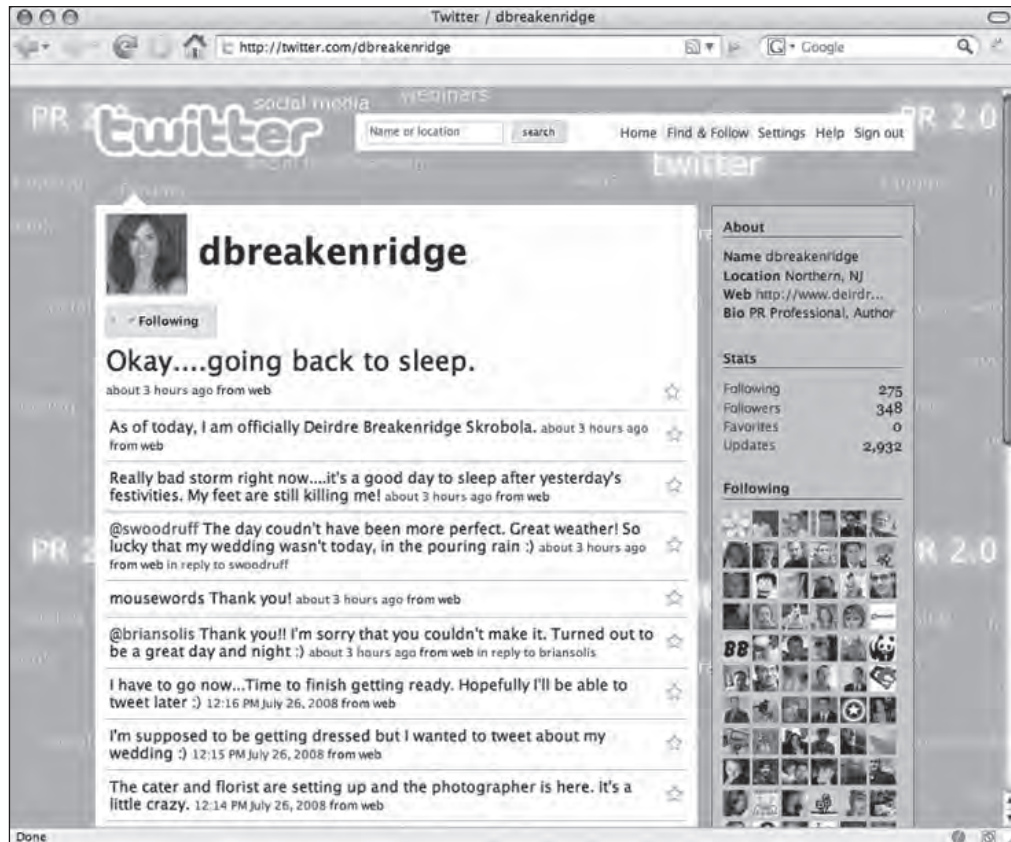 Twitter / dbreakenridge
http://twitter.com/dbreakenridge
G Google
social media
webinars
PR 2
twitter
PR 2.0
Name or location
search
Home Find & Follow Settings Help Sign out
twitter
dbreakenridge
Following
Okay....going back to sleep.
about 3 hours ago from web
As of today, I am officially Deirdre Breakenridge Skrobola. about 3 hours ago
from web
Really bad storm right now....it's a good day to sleep after yesterday's
festivities. My feet are still killing me! about 3 hours ago from web
@swoodruff The day coudn't have been more perfect. Great weather! So
lucky that my wedding wasn't today, in the pouring rain :) about 3 hours ago
from web in reply to swoodruff
mousewords Thank you! about 3 hours ago from web
@briansolis Thank you!! I'm sorry that you couldn't make it. Turned out to
be a great day and night :) about 3 hours ago from web in reply to briansolis
I have to go now...Time to finish getting ready. Hopefully I'll be able to
tweet later :) 12:16 PM July 26, 2008 from web
I'm supposed to be getting dressed but I wanted to tweet about my
wedding :) 12:15 PM July 26, 2008 from web
The cater and florist are setting up and the photographer is here. It's a
little crazy. 12:14 PM July 26, 2008 from web
About
Name dbreakenridge
Location Northern, NJ
Web http://www.deirdr...
Bio PR Professional, Author
Stats
Following 275
Followers 348
Favorites 0
Updates 2,932
Following
BB
PR 2
R 2.0
Done